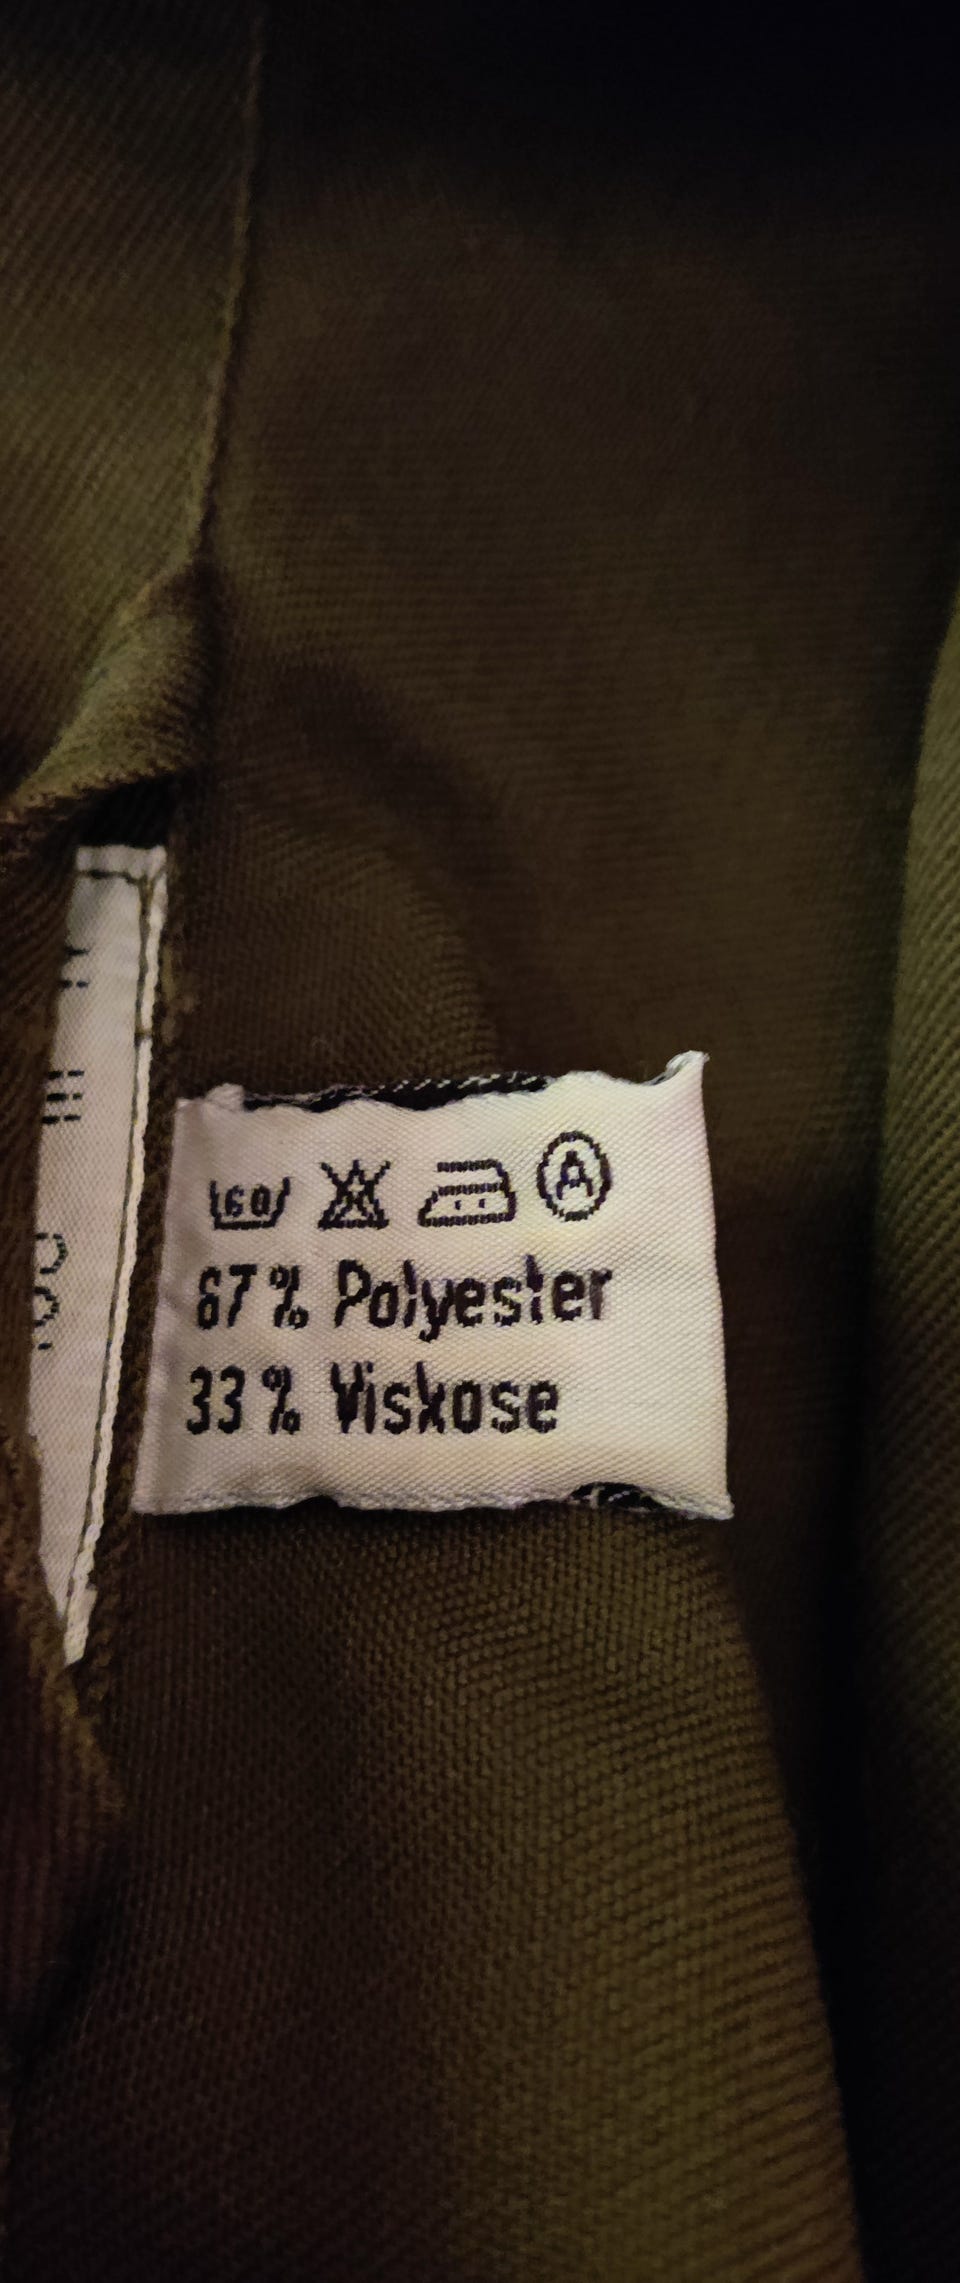 60 A
67% Polyester
33% Viskose